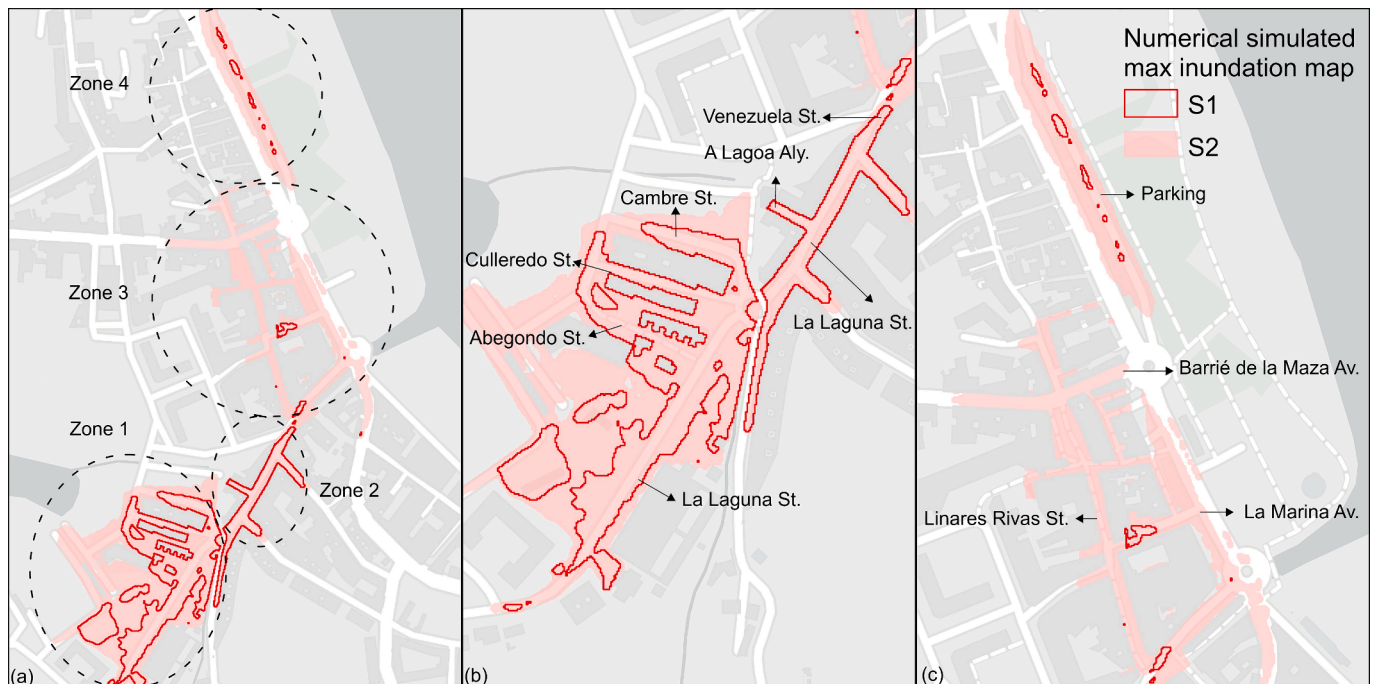 Zone 4
Zone 3
Zone 1
Zone 2
(a)
Venezuela St.
A Lagoa Aly.
Cambre St.
Culleredo St.
Abegondo St.
La Laguna St.
La Laguna St.
(b)
Numerical simulated
max inundation map
S1
S2
Parking
Barrié de la Maza Av.
Linares Rivas St.
La Marina Av.
(c)